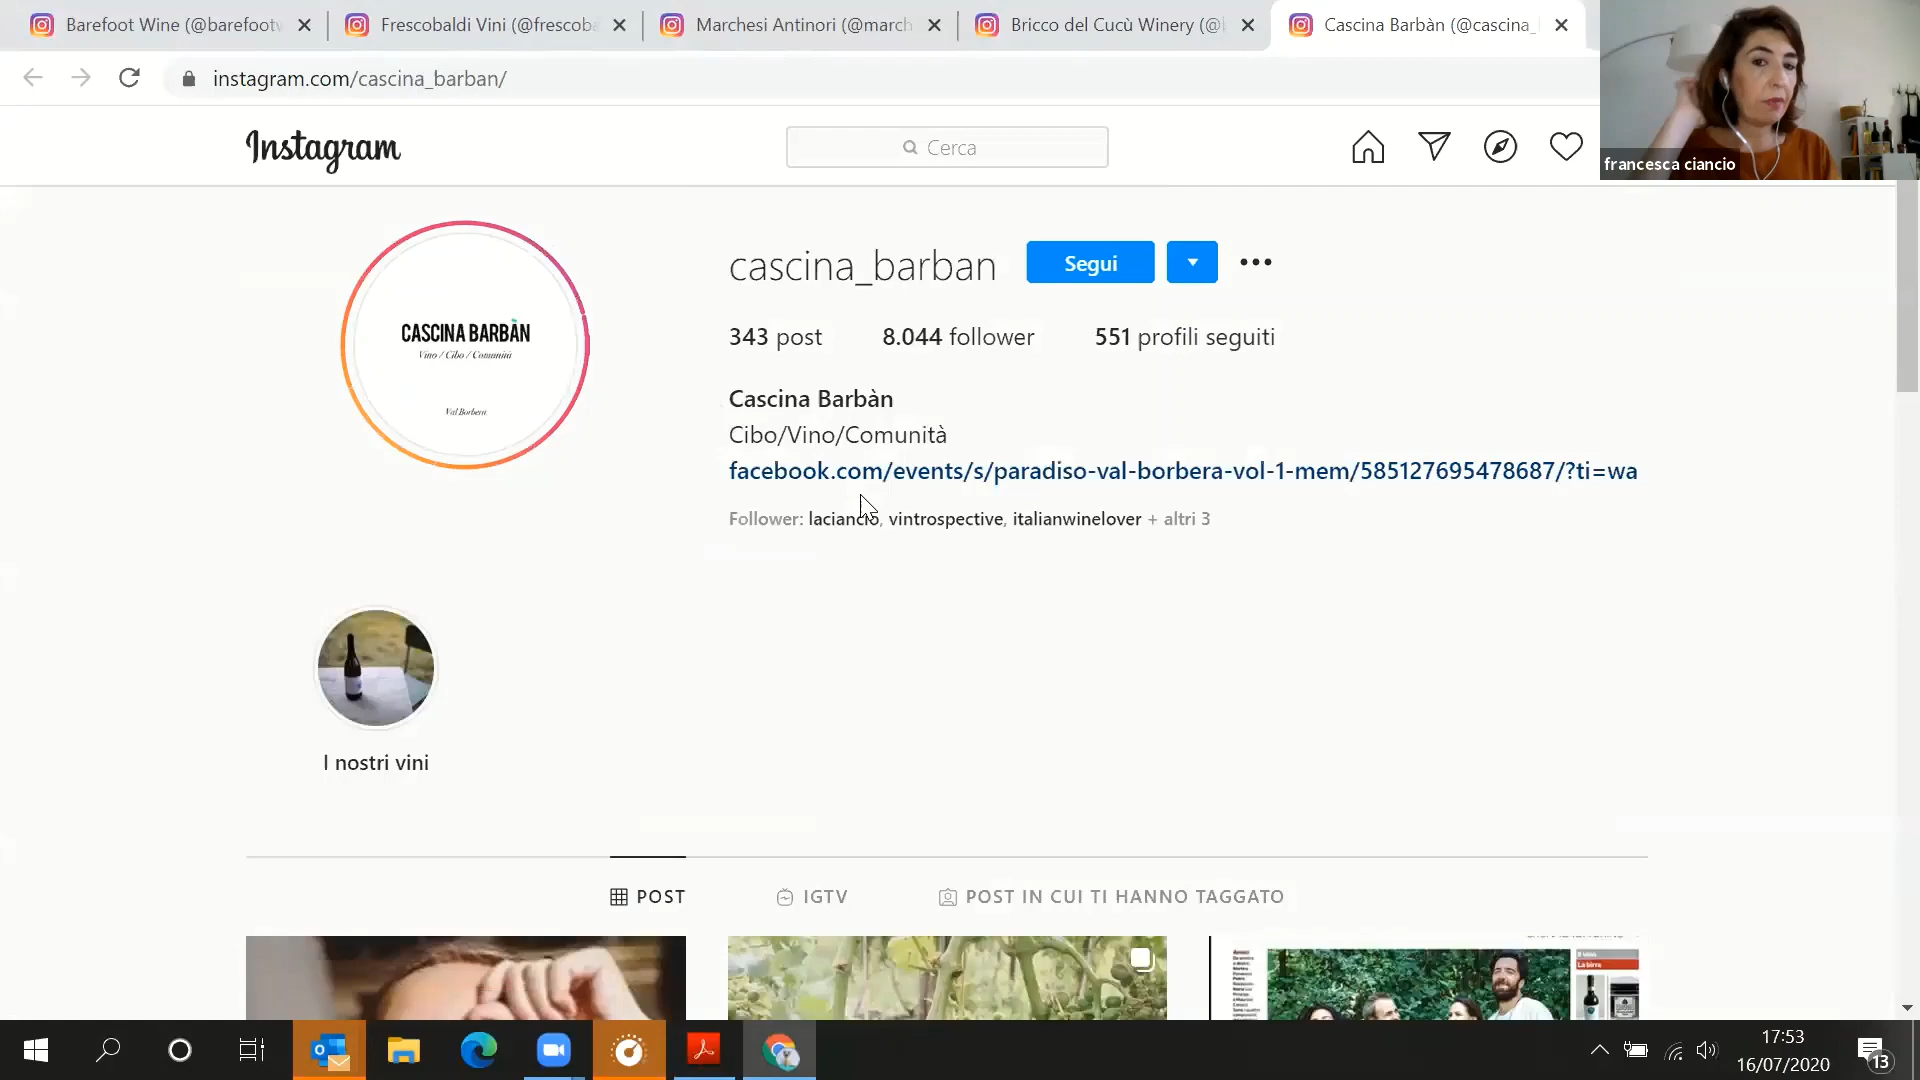 Barefoot Wine (@barefootv
Frescobaldi Vini (@frescoba
Marchesi Antinori (@march
Bricco del Cucù Winery (@
Cascina Barbàn (@cascina_
instagram.com/cascina_barban/
francesca ciancio
Instagram
Cerca
cascina_barban
Segui
343 post
8.044 follower
551 profili seguiti
CASCINA BARBÀN
Vino / Cibo / Comunità
Val Borbera
Cascina Barbàn
Cibo/Vino/Comunità
facebook.com/events/s/paradiso-val-borbera-vol-1-mem/585127695478687/?ti=wa
Follower: laciancio, vintrospective, italianwinelover + altri 3
I nostri vini
POST
IGTV
POST IN CUI TI HANNO TAGGATO
La birra
17:53
16/07/2020
13